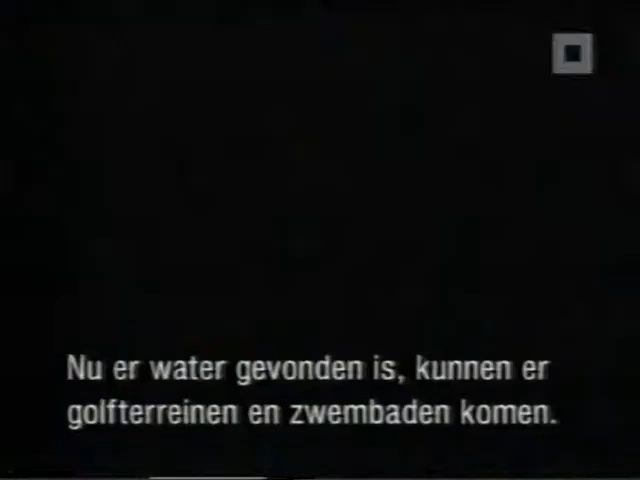 Nu er water gevonden is, kunnen er
golfterreinen en zwembaden komen.